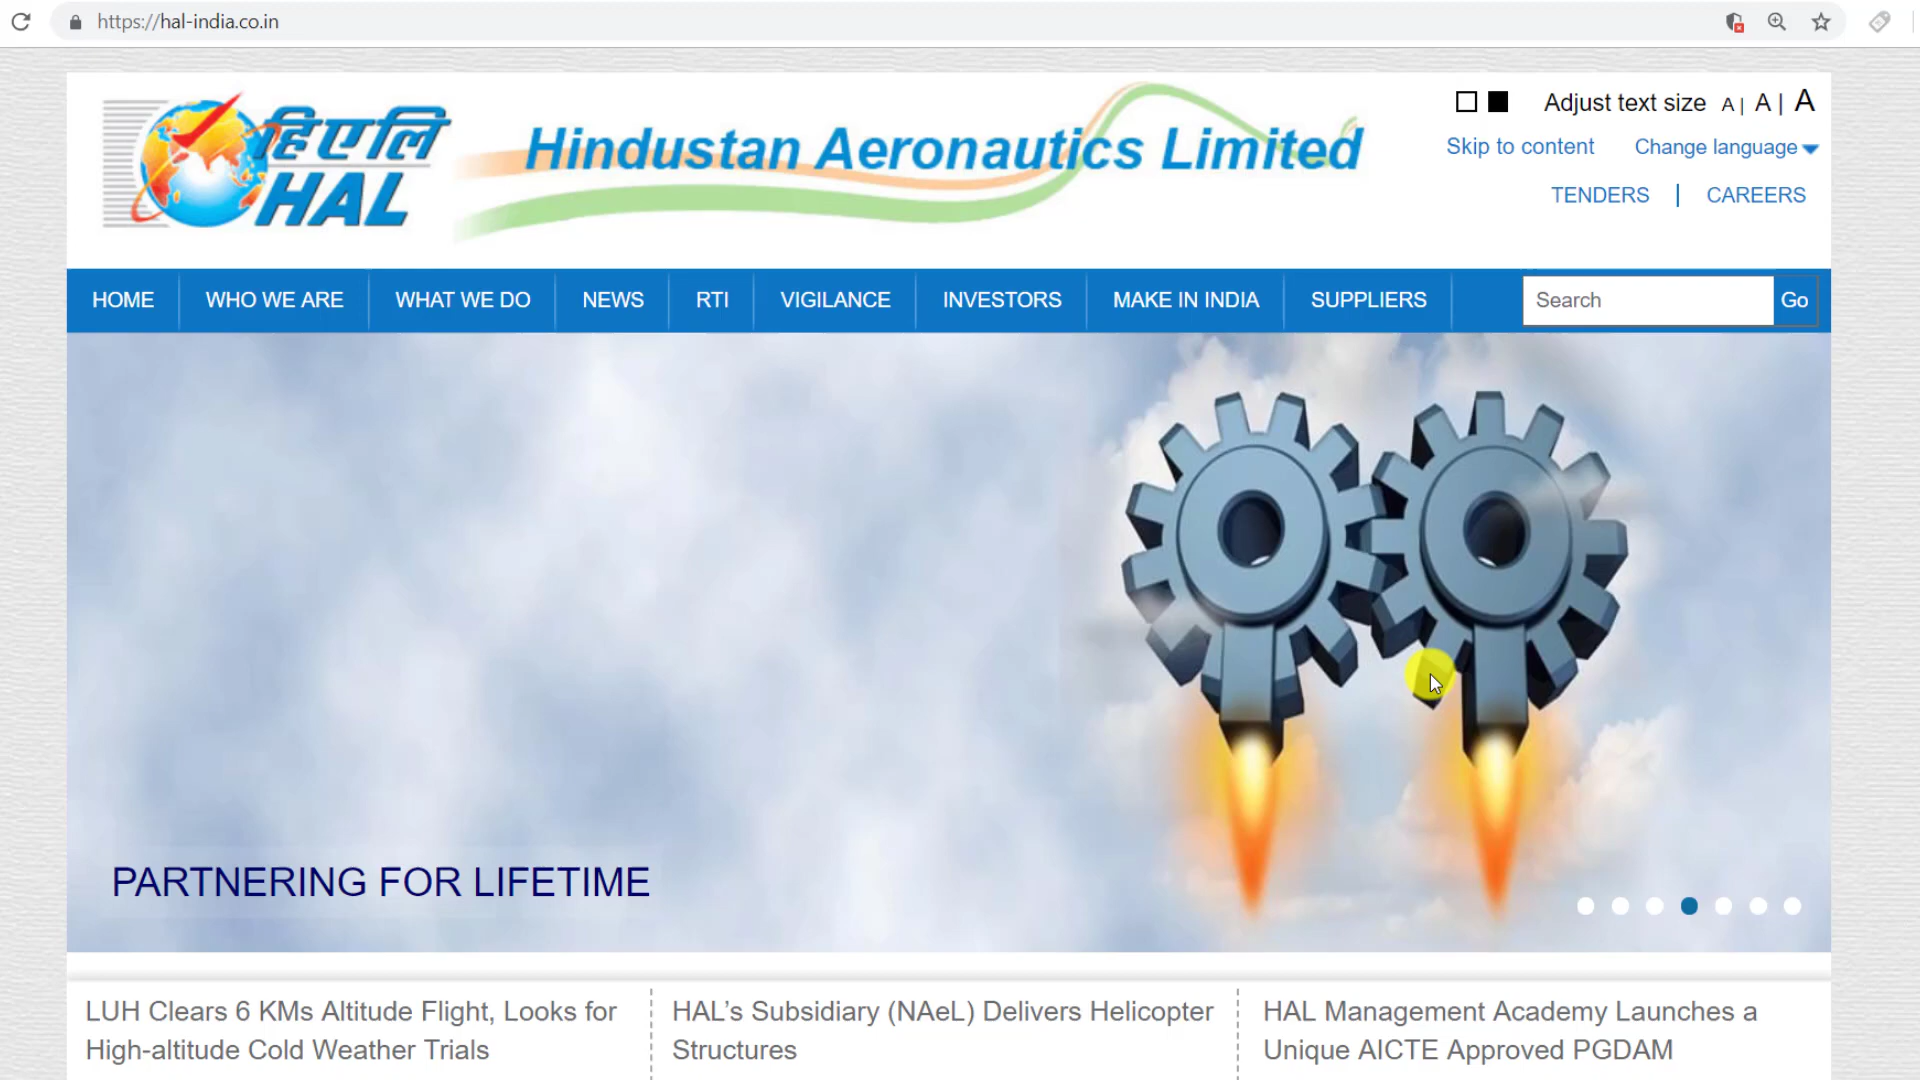 https://hal-india.co.in
हिएलि
HAL
Hindustan Aeronautics Limited
Adjust text size A | A | A
Skip to content Change language
TENDERS | CAREERS
HOME WHO WE ARE WHAT WE DO NEWS RTI VIGILANCE INVESTORS MAKE IN INDIA SUPPLIERS Search Go
PARTNERING FOR LIFETIME
LUH Clears 6 KMs Altitude Flight, Looks for
High-altitude Cold Weather Trials
HAL’s Subsidiary (NAeL) Delivers Helicopter
Structures
HAL Management Academy Launches a
Unique AICTE Approved PGDAM